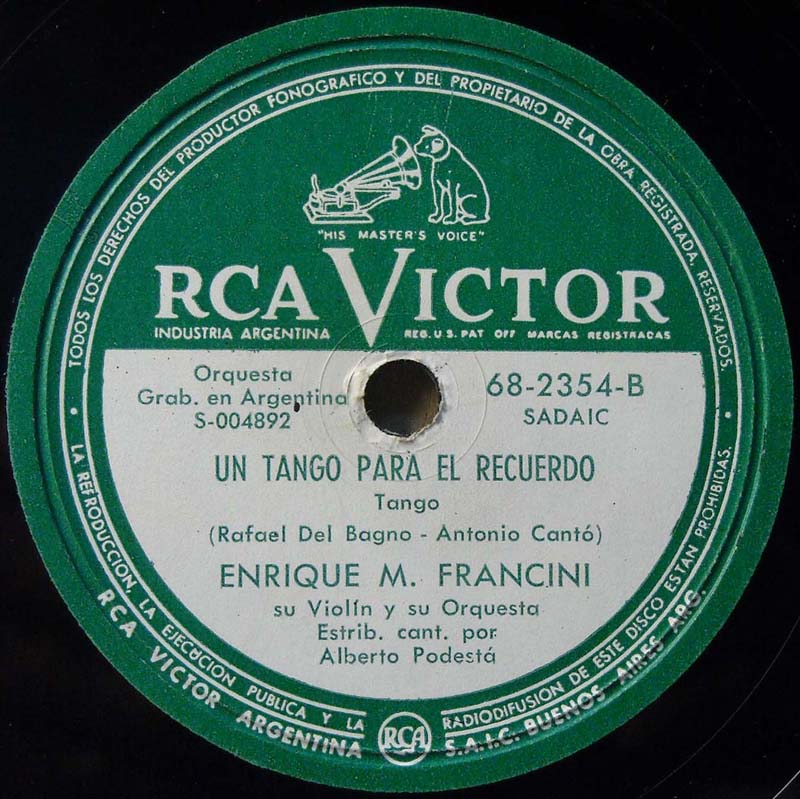 TODOS LOS DERECHOS DEL PRODUCTOR FONOGRAFICO Y DEL PROPIETARIO DE LA OBRA REGISTRADA, RESERVADOS.
"HIS MASTER'S VOICE"
RCA VICTOR
INDUSTRIA ARGENTINA
REG. U.S. PAT OFF MARCAS REGISTRADAS
Orquesta
Grab. en Argentina
S-004892
68-2354-B
SADAIC
UN TANGO PARA EL RECUERDO
Tango
(Rafael Del Bagno - Antonio Cantó)
ENRIQUE M. FRANCINI
su Violín y su Orquesta
Estrib. cant. por
Alberto Podestá
LA REPRODUCCION, LA EJECUCION PUBLICA Y LA RADIODIFUSION DE ESTE DISCO ESTAN PROHIBIDAS.
RCA VICTOR ARGENTINA RCA S.A.I.C. BUENOS AIRES ARG.